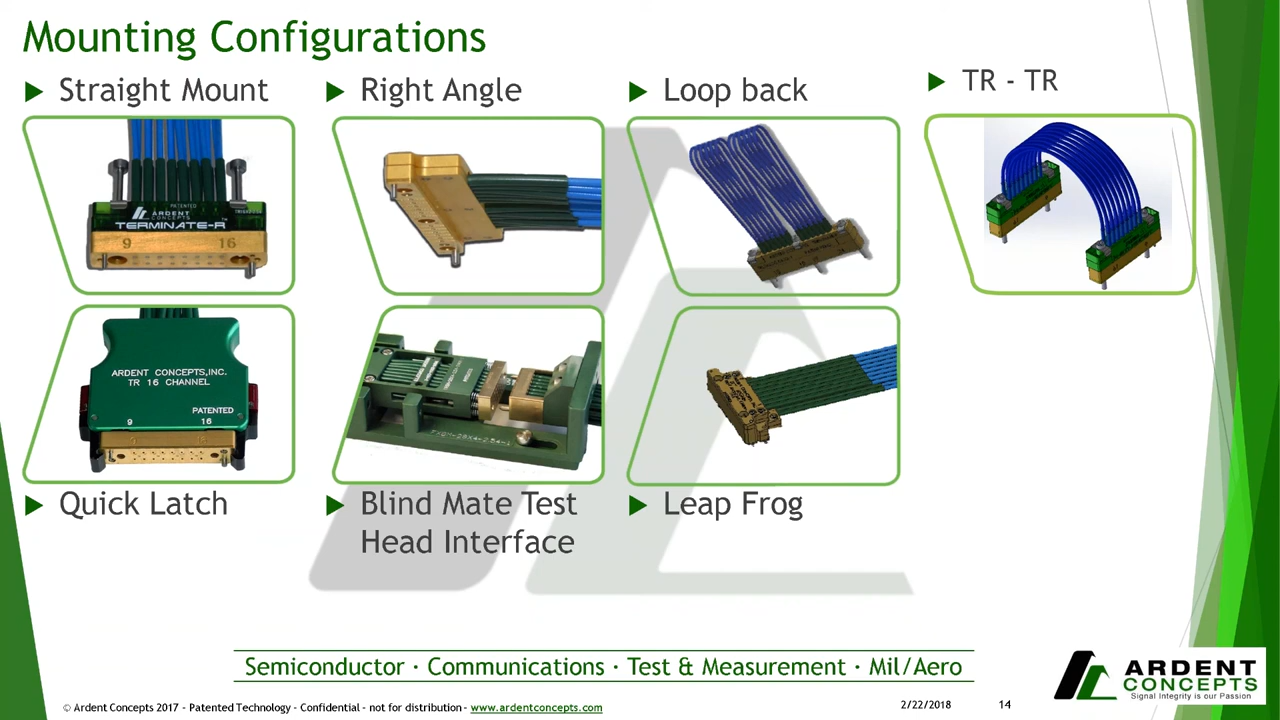 Mounting Configurations
Straight Mount
Right Angle
Loop back
TR - TR
PATENTED
ARDENT
CONCEPTS
TERMINATE-R™
9 16
ARDENT CONCEPTS, INC.
TR 16 CHANNEL
PATENTED
9 16
Quick Latch
Blind Mate Test
Head Interface
Leap Frog
Semiconductor · Communications · Test & Measurement · Mil/Aero
© Ardent Concepts 2017 - Patented Technology - Confidential - not for distribution - www.ardentconcepts.com
2/22/2018
14
ARDENT
CONCEPTS
Signal Integrity is our Passion